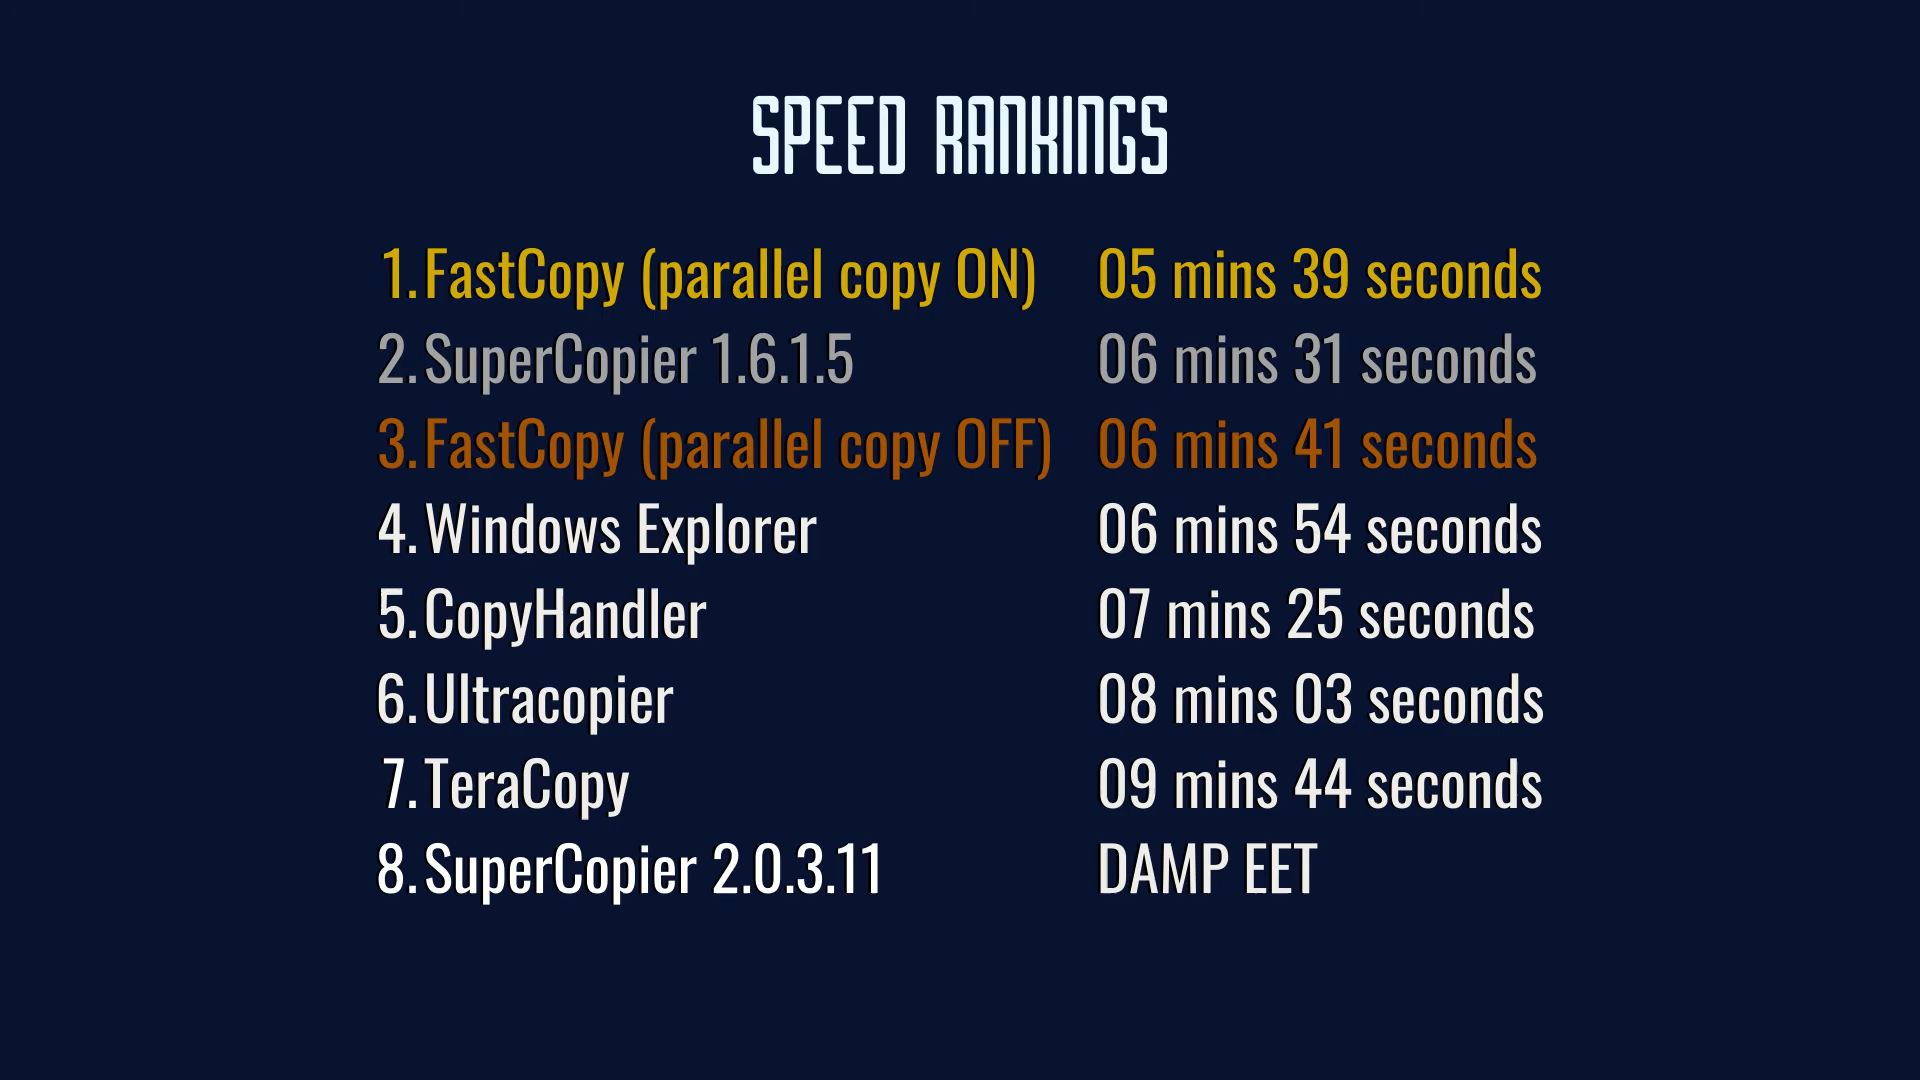 SPEED RANKINGS
1. FastCopy (parallel copy ON) 05 mins 39 seconds
2. SuperCopier 1.6.1.5 06 mins 31 seconds
3. FastCopy (parallel copy OFF) 06 mins 41 seconds
4. Windows Explorer 06 mins 54 seconds
5. CopyHandler 07 mins 25 seconds
6. Ultracopier 08 mins 03 seconds
7. TeraCopy 09 mins 44 seconds
8. SuperCopier 2.0.3.11 DAMP EET